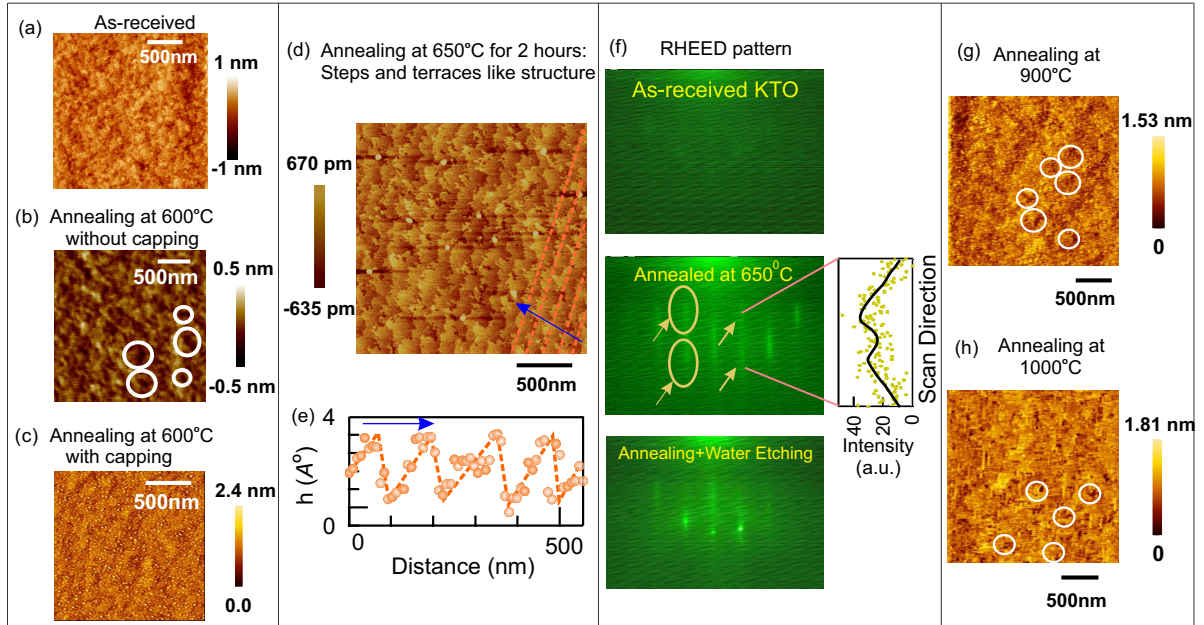 (a)
As-received
500nm
1 nm
-1 nm
(b)
Annealing at 600°C
without capping
500nm
0.5 nm
-0.5 nm
(c)
Annealing at 600°C
with capping
500nm
2.4 nm
0.0
(d)
Annealing at 650°C for 2 hours:
Steps and terraces like structure
670 pm
-635 pm
500nm
(e)
4
h (A°)
0
0
500
Distance (nm)
(f)
RHEED pattern
As-received KTO
Annealed at 650⁰C
Scan Direction
40
20
0
Intensity
(a.u.)
Annealing+Water Etching
(g)
Annealing at
900°C
1.53 nm
0
500nm
(h)
Annealing at
1000°C
1.81 nm
0
500nm